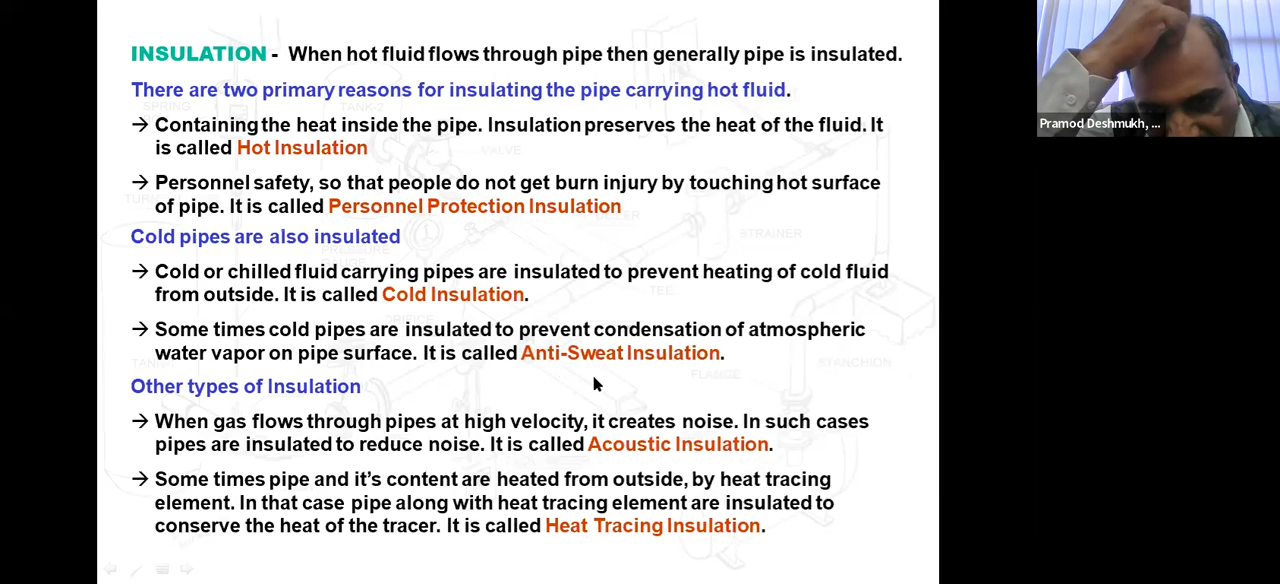 INSULATION - When hot fluid flows through pipe then generally pipe is insulated.
There are two primary reasons for insulating the pipe carrying hot fluid.
→ Containing the heat inside the pipe. Insulation preserves the heat of the fluid. It
is called Hot Insulation
→ Personnel safety, so that people do not get burn injury by touching hot surface
of pipe. It is called Personnel Protection Insulation
Cold pipes are also insulated
→ Cold or chilled fluid carrying pipes are insulated to prevent heating of cold fluid
from outside. It is called Cold Insulation.
→ Some times cold pipes are insulated to prevent condensation of atmospheric
water vapor on pipe surface. It is called Anti-Sweat Insulation.
Other types of Insulation
→ When gas flows through pipes at high velocity, it creates noise. In such cases
pipes are insulated to reduce noise. It is called Acoustic Insulation.
→ Some times pipe and it's content are heated from outside, by heat tracing
element. In that case pipe along with heat tracing element are insulated to
conserve the heat of the tracer. It is called Heat Tracing Insulation.
SPRING
TANK-2
VALVE
STRAINER
TEE
ORIFICE
FLANGE
STANCHION
Pramod Deshmukh, ...